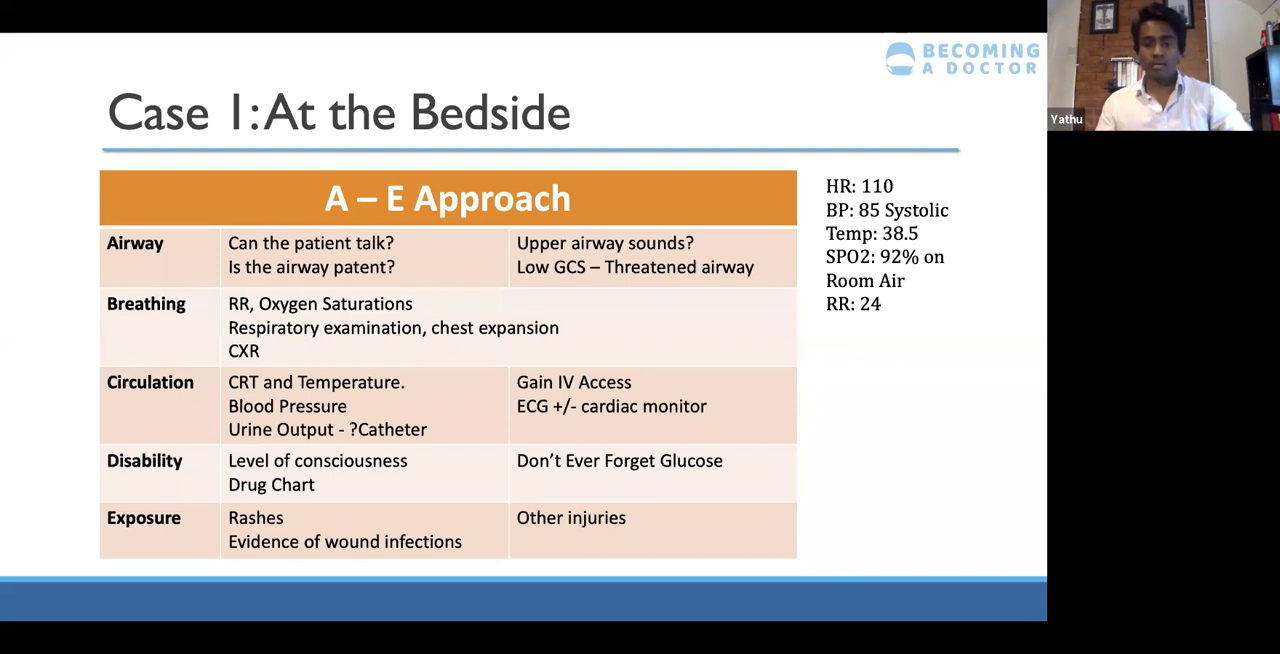 BECOMING
A DOCTOR
Yathu
Case 1: At the Bedside
A – E Approach
Airway
Can the patient talk?
Is the airway patent?
Upper airway sounds?
Low GCS – Threatened airway
Breathing
RR, Oxygen Saturations
Respiratory examination, chest expansion
CXR
Circulation
CRT and Temperature.
Blood Pressure
Urine Output - ?Catheter
Gain IV Access
ECG +/- cardiac monitor
Disability
Level of consciousness
Drug Chart
Don't Ever Forget Glucose
Exposure
Rashes
Evidence of wound infections
Other injuries
HR: 110
BP: 85 Systolic
Temp: 38.5
SPO2: 92% on
Room Air
RR: 24